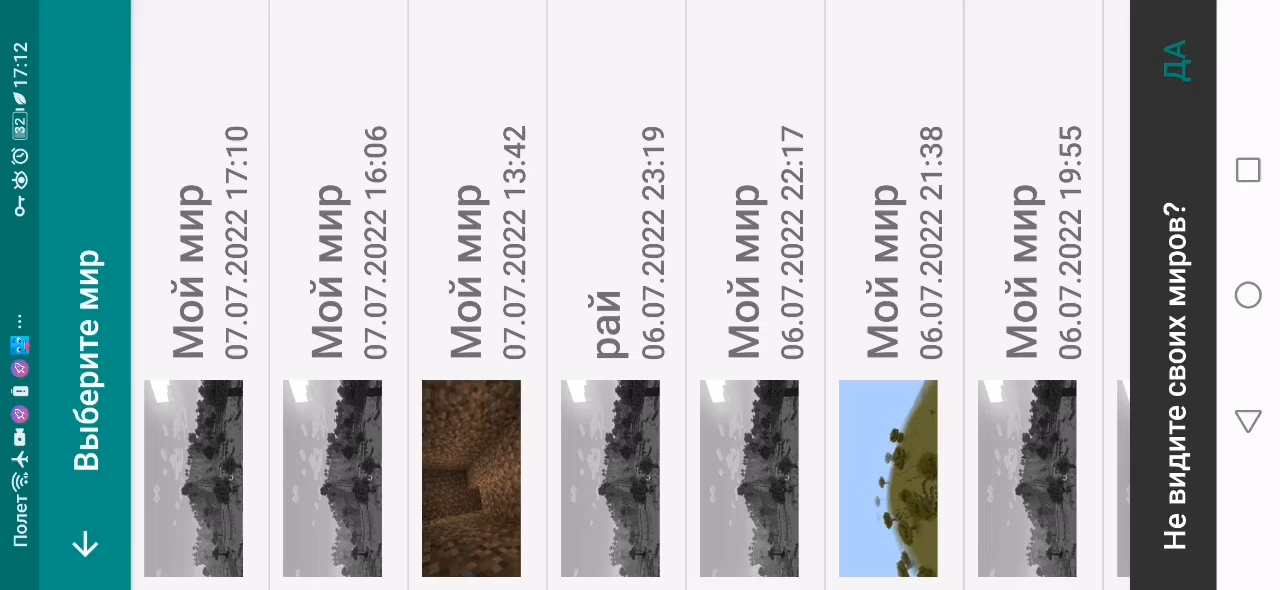 Полет 32 17:12
Выберите мир
Мой мир
07.07.2022 17:10
Мой мир
07.07.2022 16:06
Мой мир
07.07.2022 13:42
рай
06.07.2022 23:19
Мой мир
06.07.2022 22:17
Мой мир
06.07.2022 21:38
Мой мир
06.07.2022 19:55
Не видите своих миров? ДА